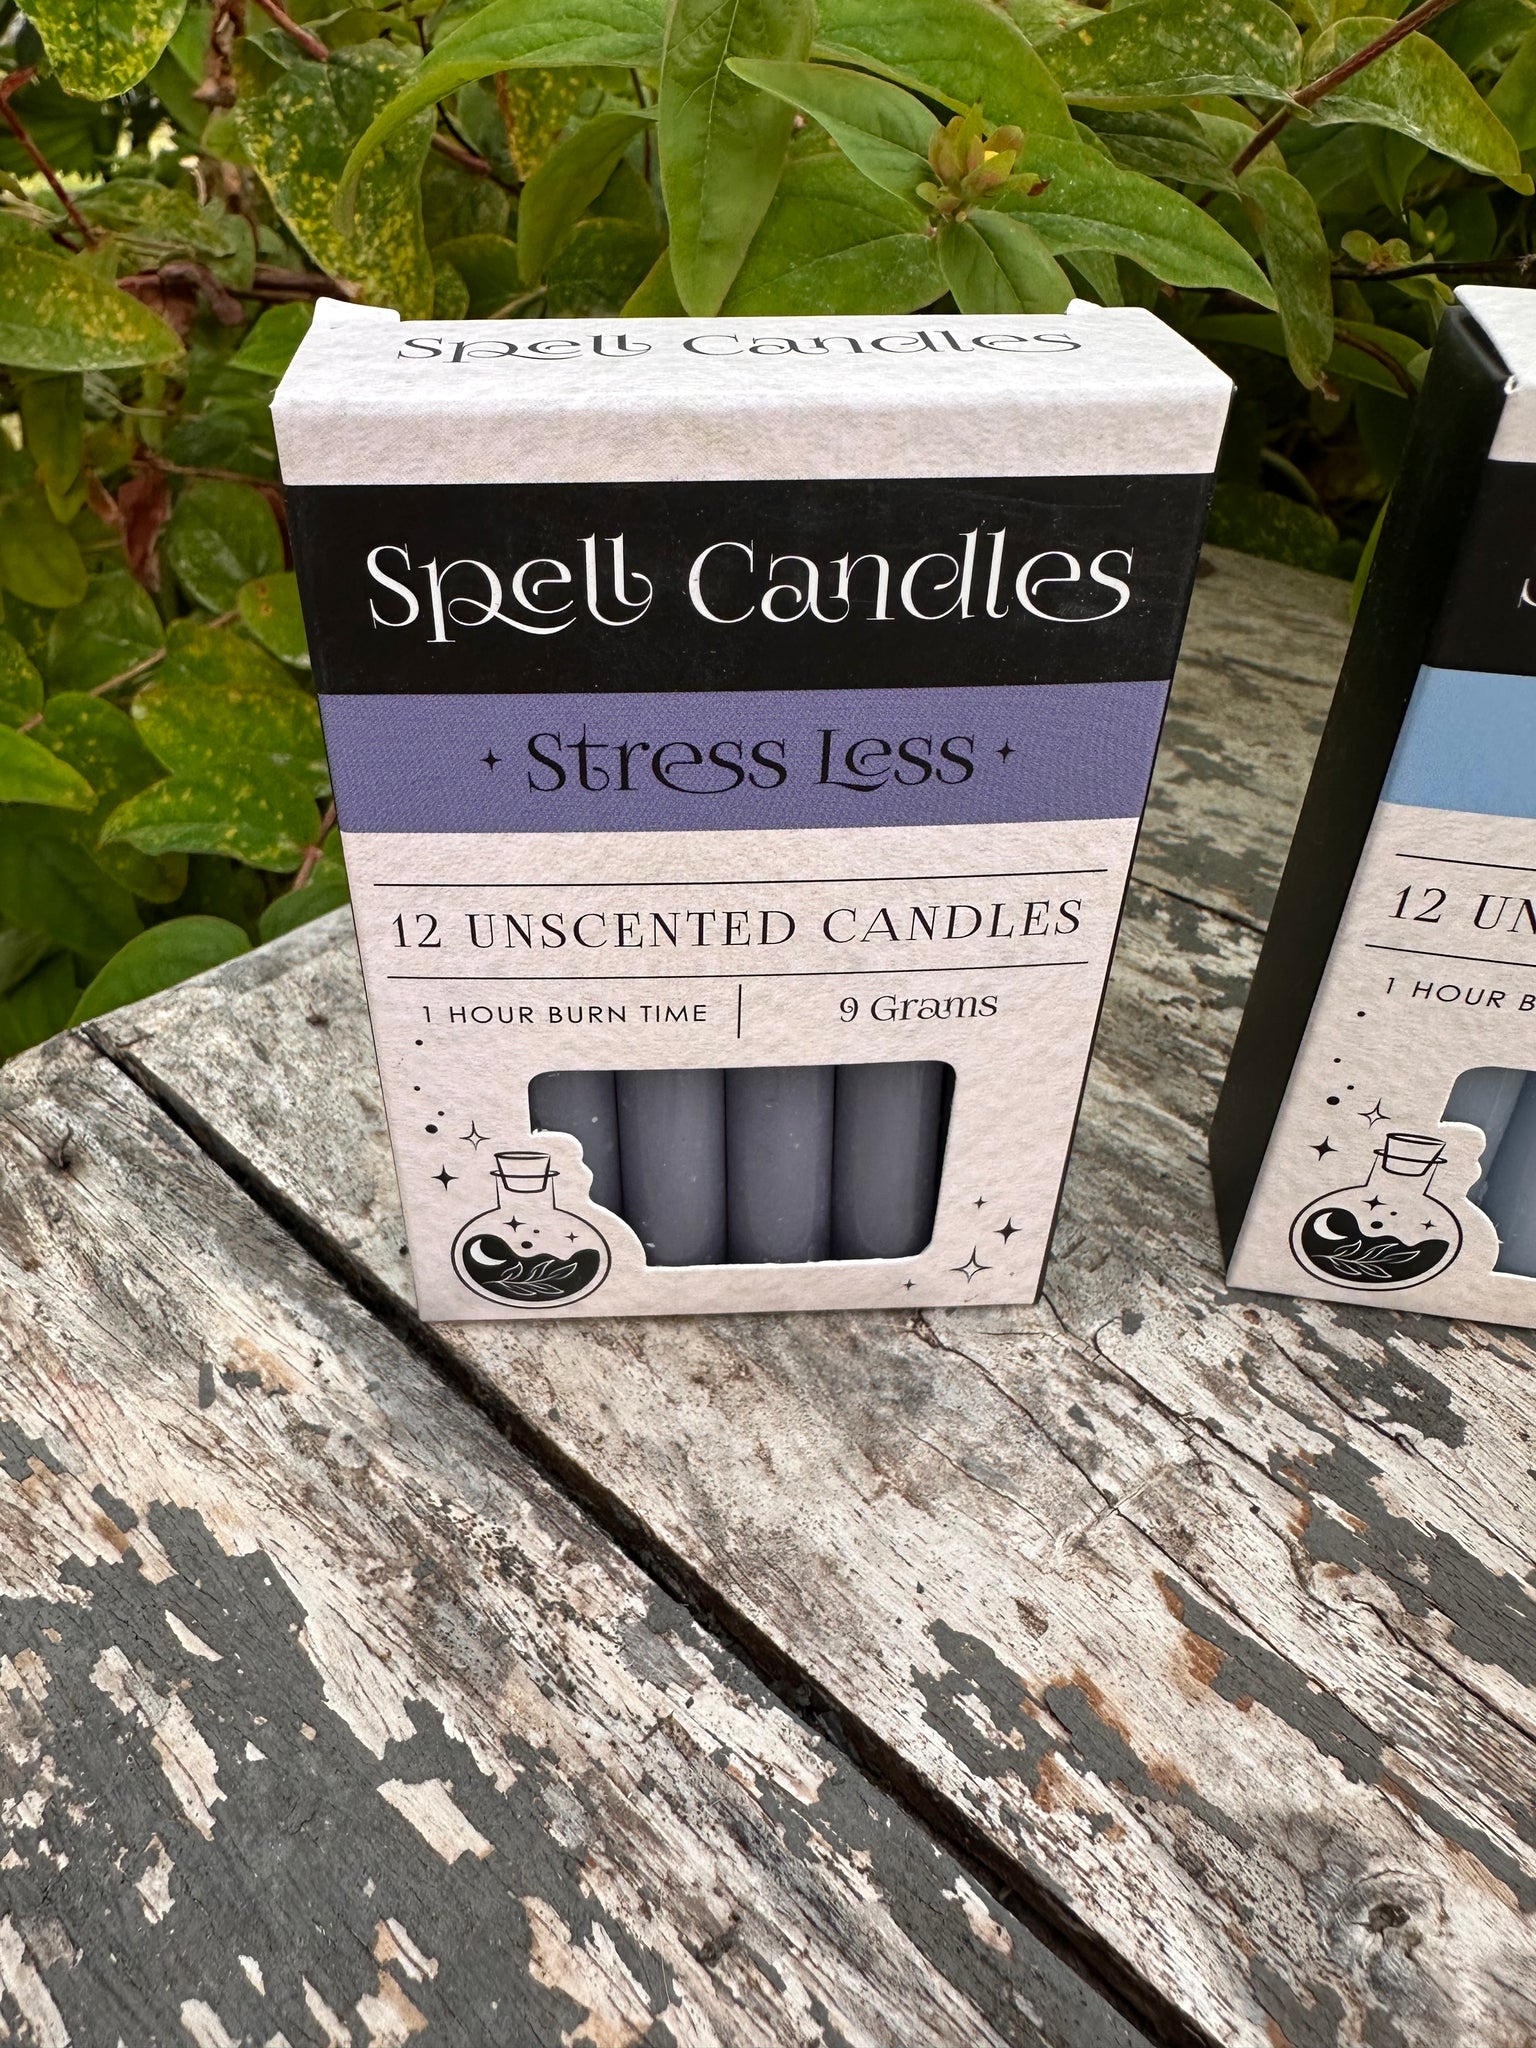 Spell Candles
Spell Candles
Stress Less
12 UNSCENTED CANDLES
1 HOUR BURN TIME | 9 Grams
12 UN
1 HOUR B